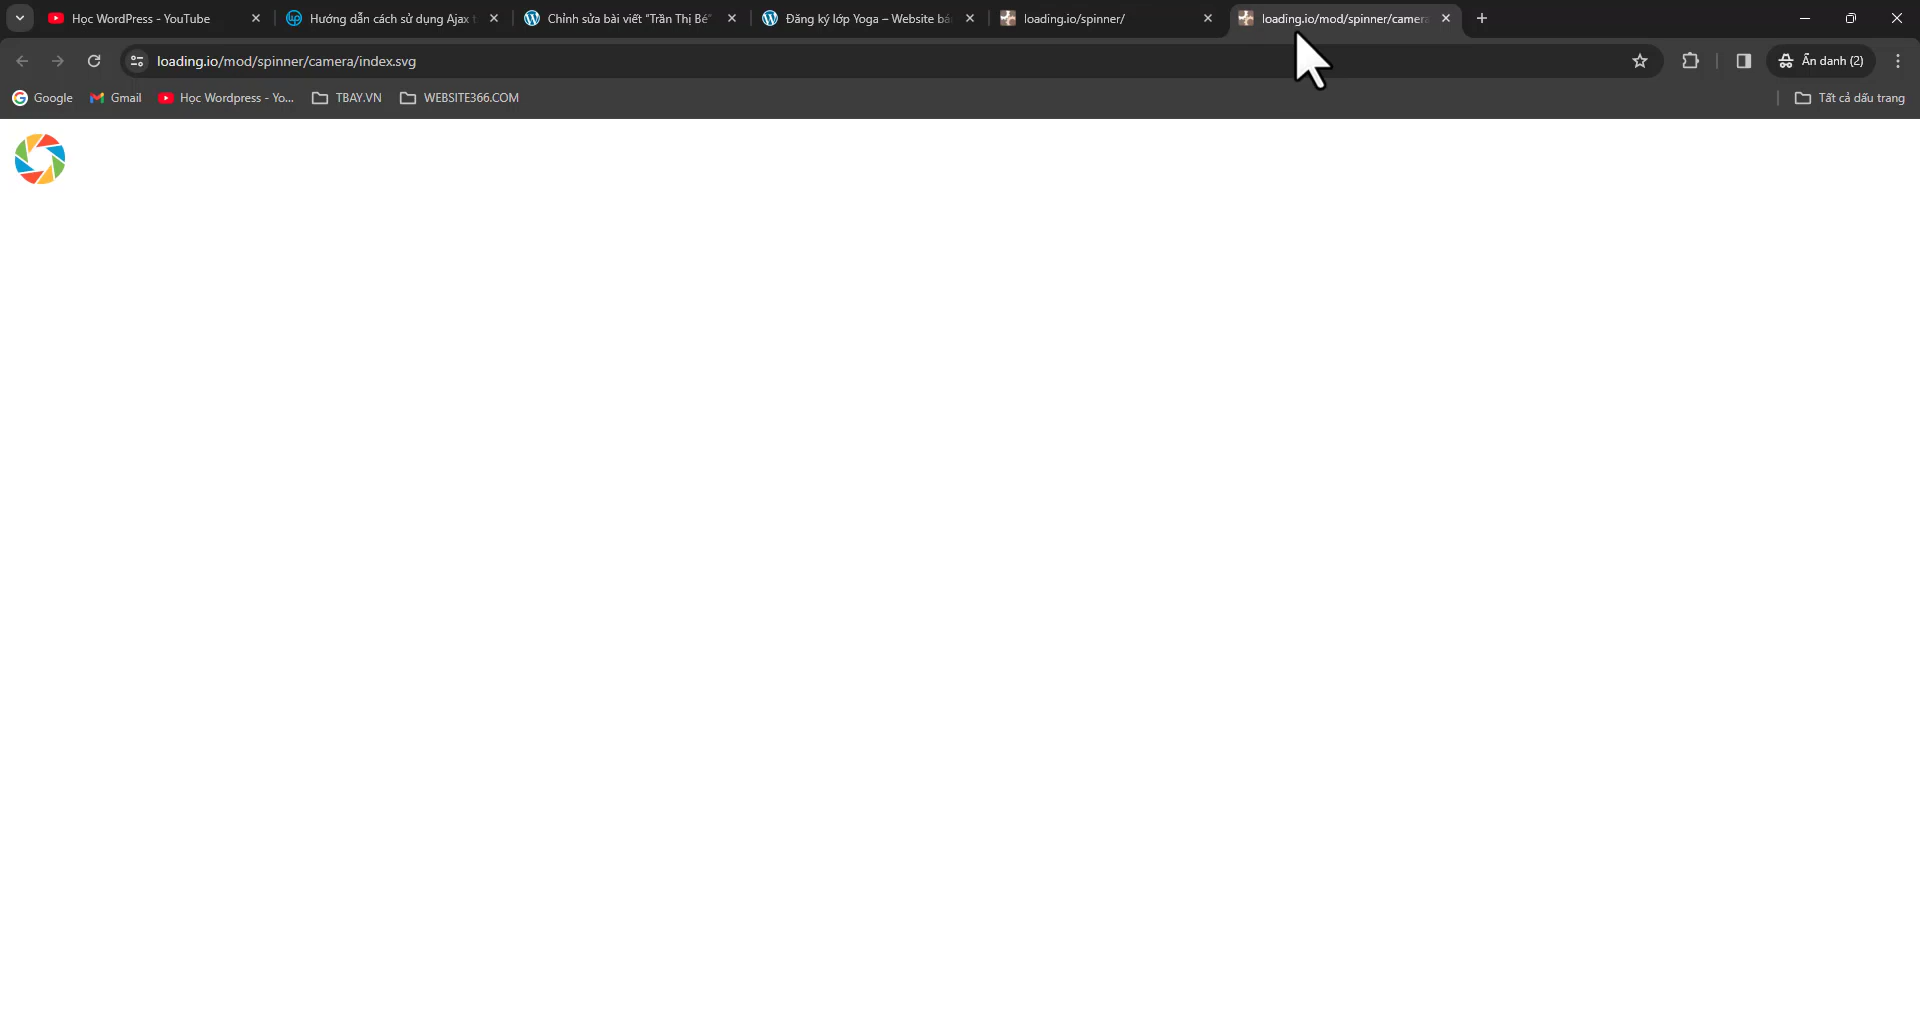 Học WordPress - YouTube
Hướng dẫn cách sử dụng Ajax t
Chỉnh sửa bài viết "Trần Thị Bé"
Đăng ký lớp Yoga – Website bá
loading.io/spinner/
loading.io/mod/spinner/camera
loading.io/mod/spinner/camera/index.svg
Ẩn danh (2)
Google
Gmail
Học Wordpress - Yo...
TBAY.VN
WEBSITE366.COM
Tất cả dấu trang